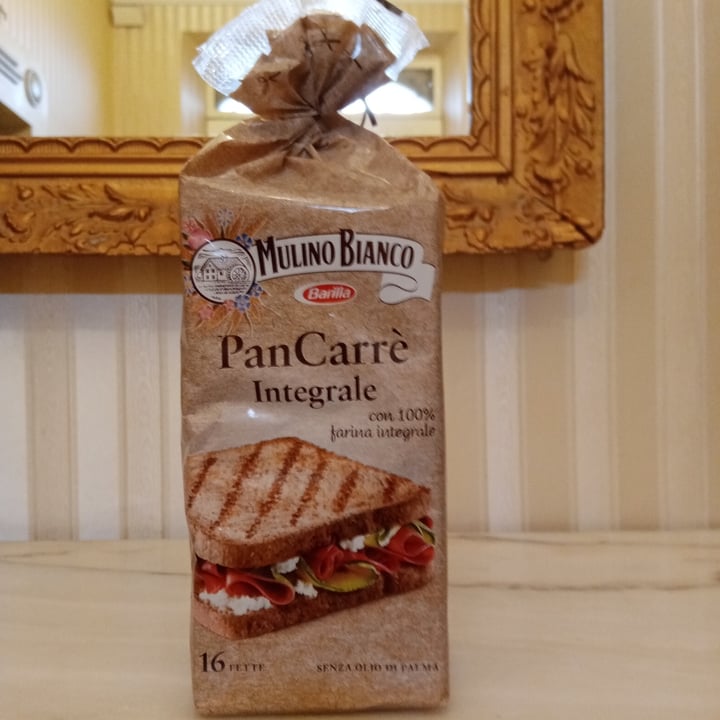 MULINO BIANCO
Barilla
PanCarrè
Integrale
con 100%
farina integrale
16 FETTE
SENZA OLIO DI PALMA